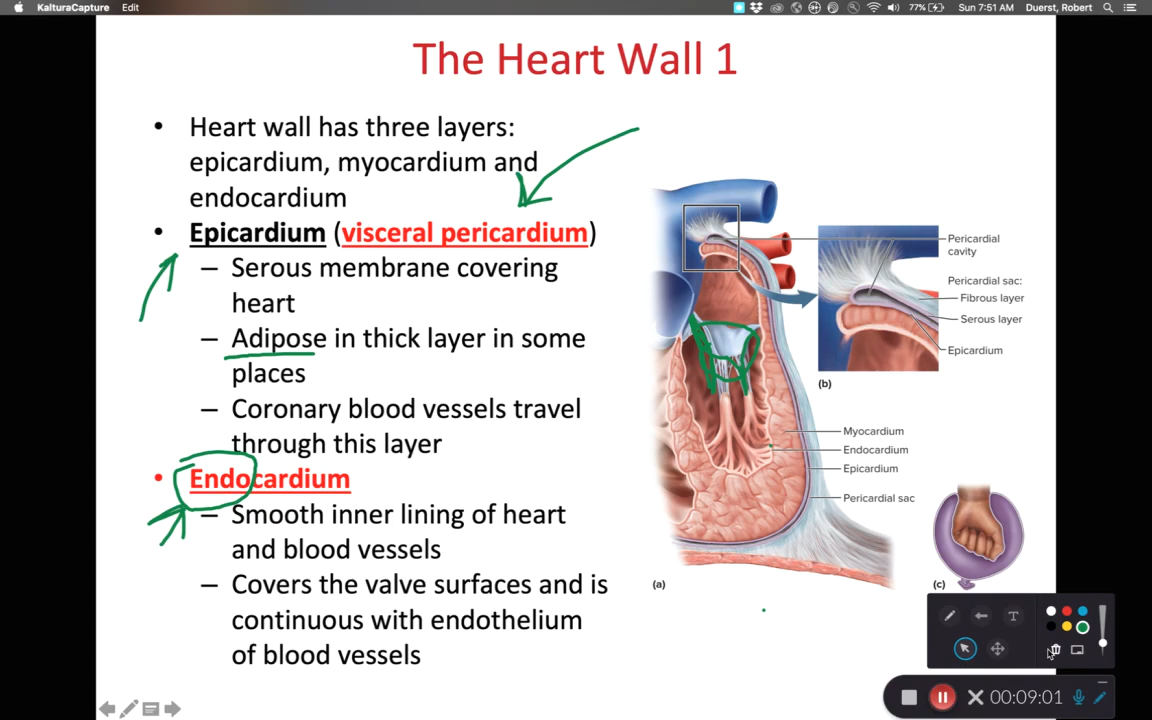 KalturaCapture Edit 77% Sun 7:51 AM Duerst, Robert
The Heart Wall 1
• Heart wall has three layers:
epicardium, myocardium and
endocardium
• Epicardium (visceral pericardium)
– Serous membrane covering
heart
– Adipose in thick layer in some
places
– Coronary blood vessels travel
through this layer
• Endocardium
– Smooth inner lining of heart
and blood vessels
– Covers the valve surfaces and is
continuous with endothelium
of blood vessels
Pericardial
cavity
Pericardial sac:
Fibrous layer
Serous layer
Epicardium
(b)
Myocardium
Endocardium
Epicardium
Pericardial sac
(a)
(c)
T
00:09:01